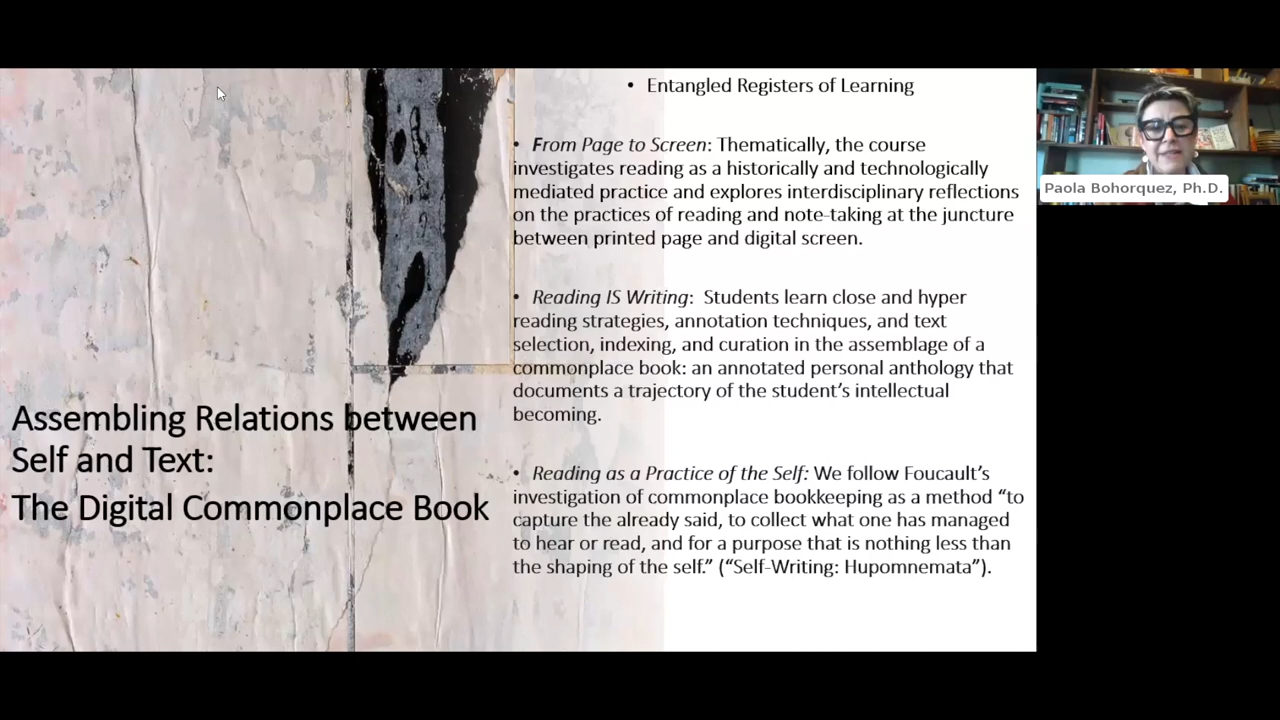 • Entangled Registers of Learning
• From Page to Screen: Thematically, the course
investigates reading as a historically and technologically
mediated practice and explores interdisciplinary reflections
on the practices of reading and note-taking at the juncture
between printed page and digital screen.
• Reading IS Writing:  Students learn close and hyper
reading strategies, annotation techniques, and text
selection, indexing, and curation in the assemblage of a
commonplace book: an annotated personal anthology that
documents a trajectory of the student’s intellectual
becoming.
• Reading as a Practice of the Self: We follow Foucault’s
investigation of commonplace bookkeeping as a method “to
capture the already said, to collect what one has managed
to hear or read, and for a purpose that is nothing less than
the shaping of the self.” (“Self-Writing: Hupomnemata”).
Assembling Relations between
Self and Text:
The Digital Commonplace Book
Paola Bohorquez, Ph.D.